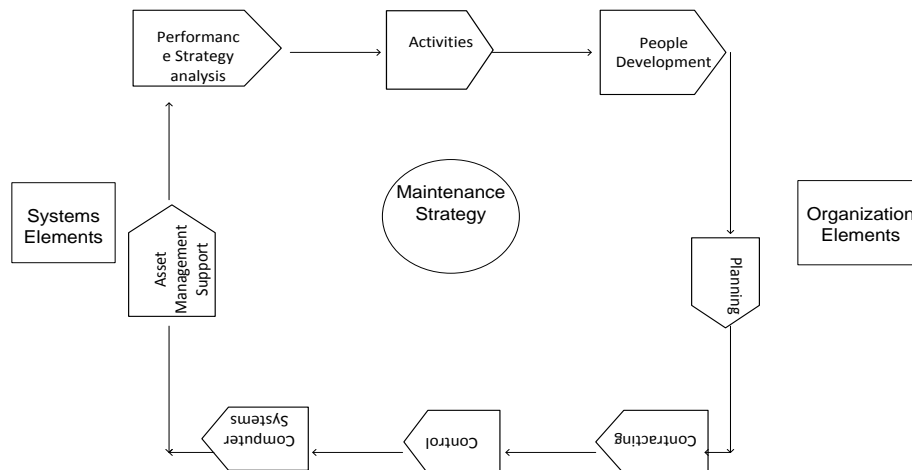 Performanc
e Strategy
analysis
Activities
People
Development
Systems
Elements
Maintenance
Strategy
Organization
Elements
Asset
Management
Support
Planning
Computer
Systems
Control
Contracting